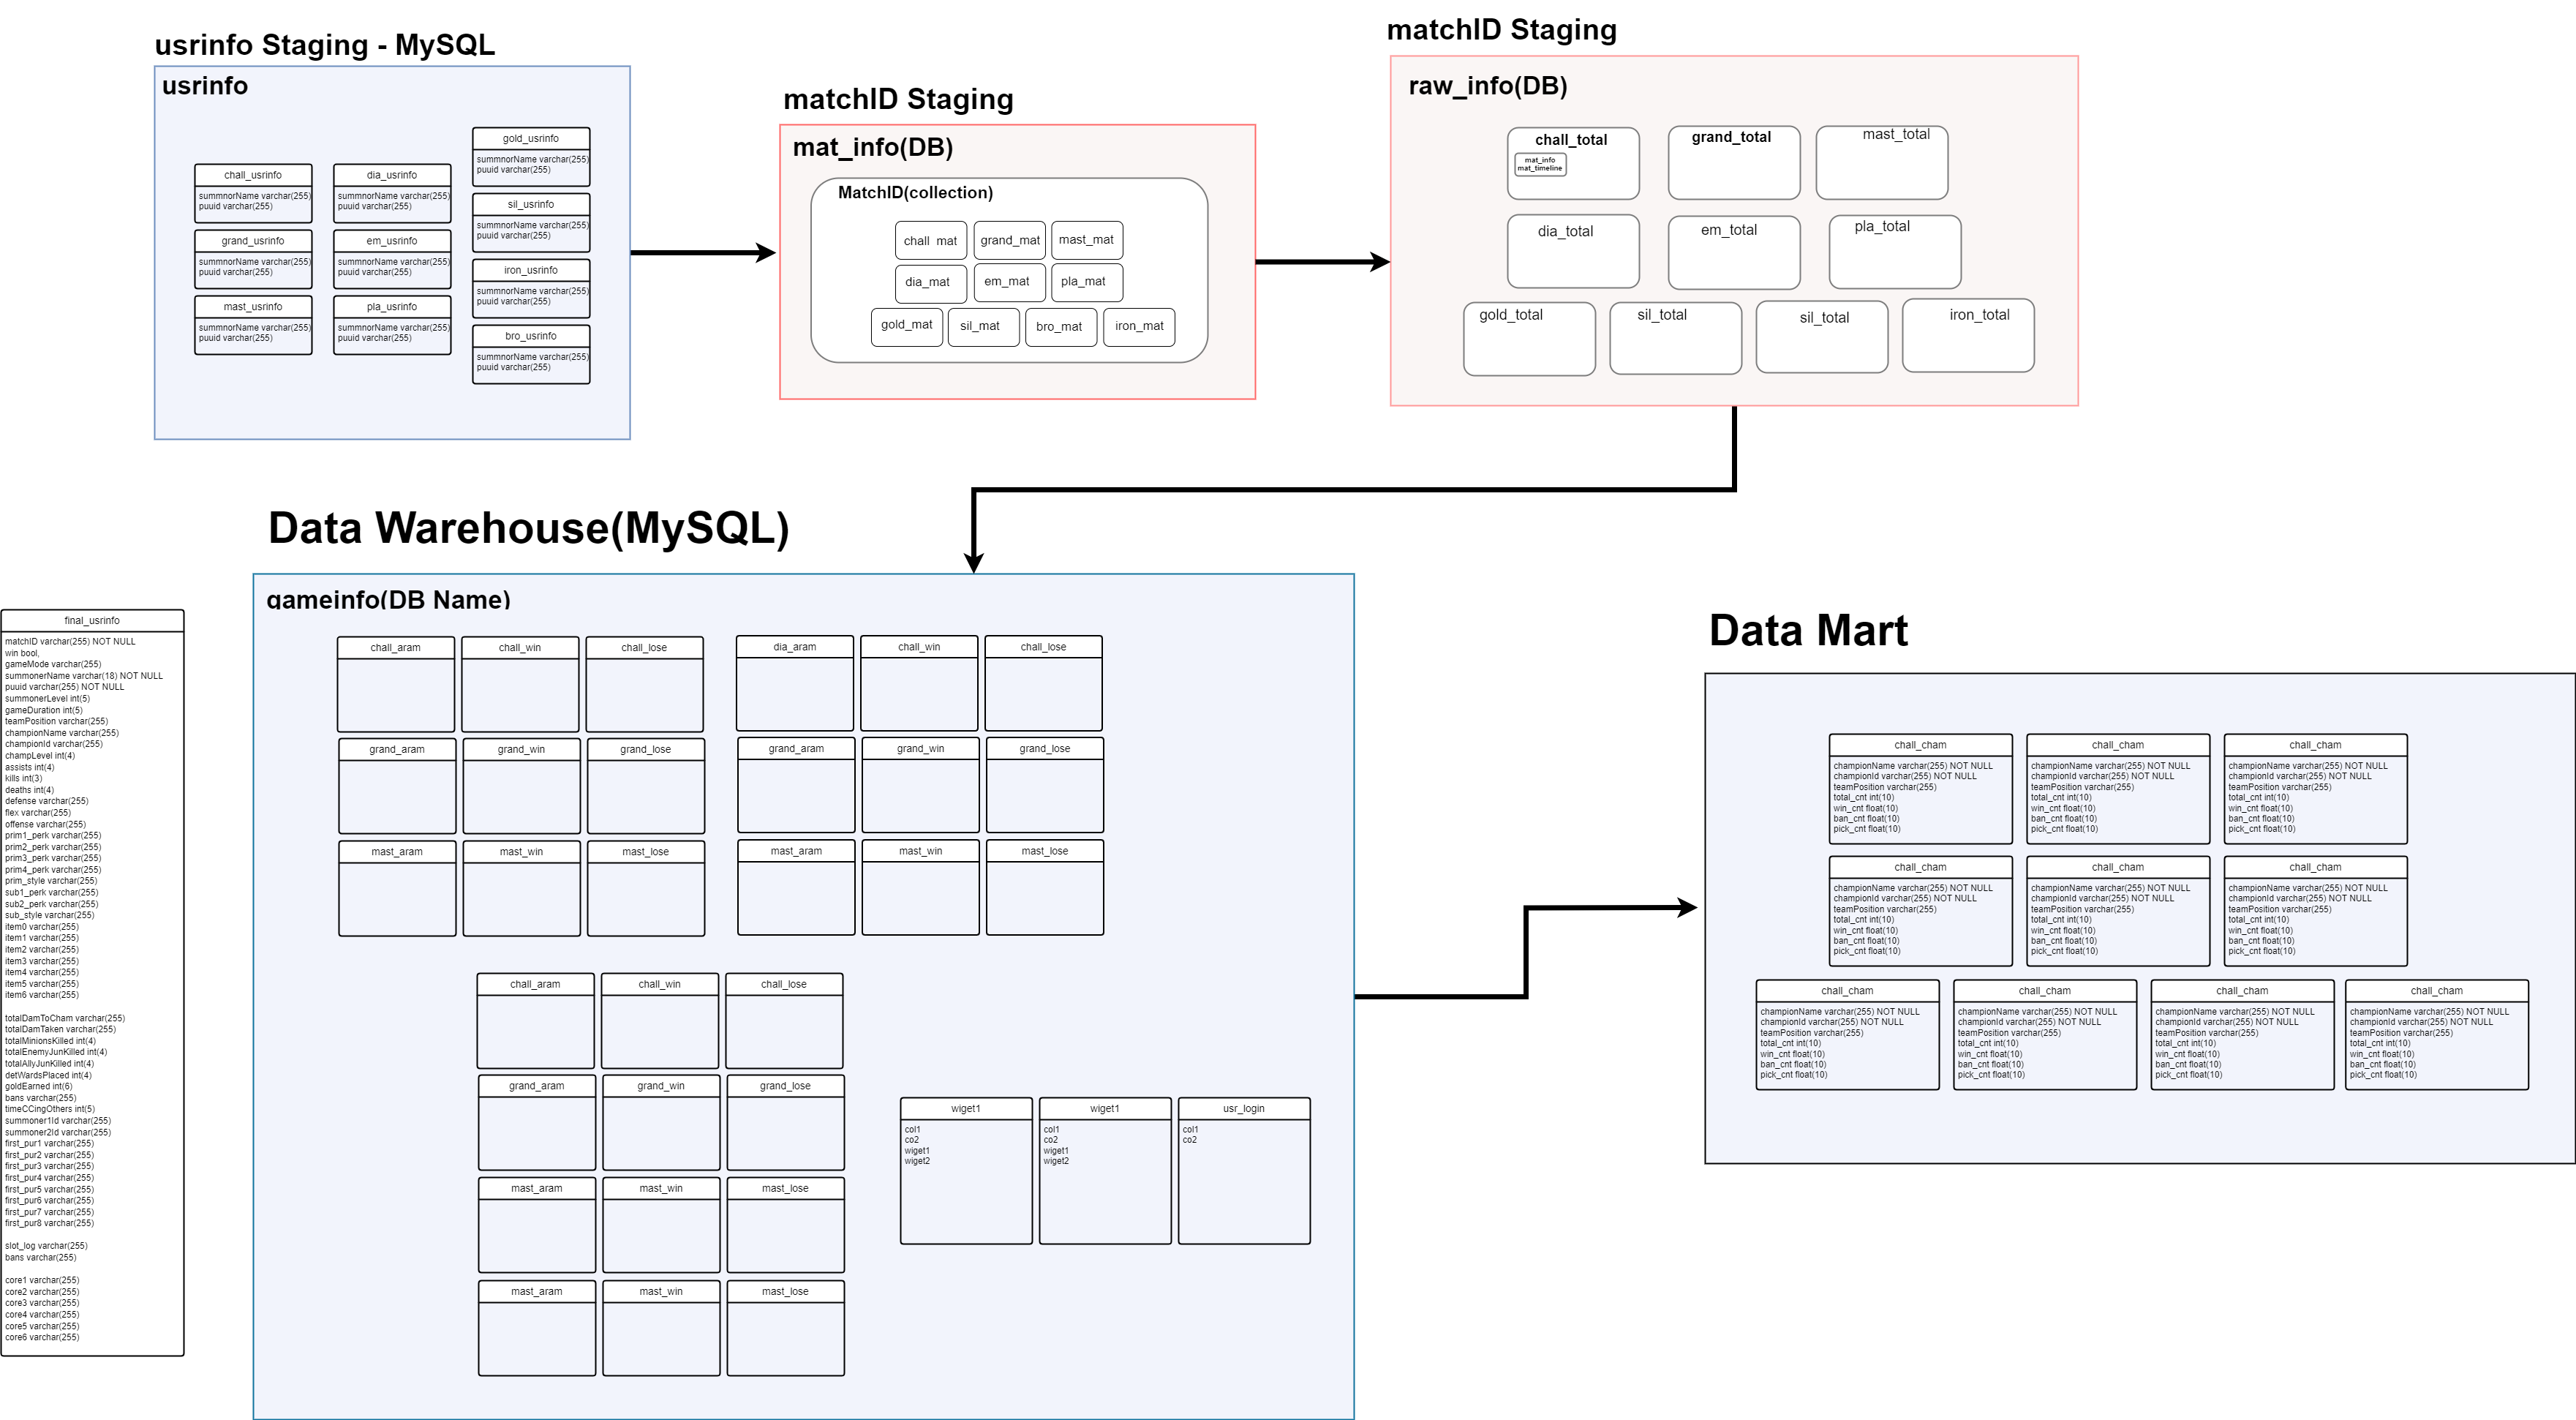 usrinfo Staging - MySQL
usrinfo
chall_usrinfo
summnorName varchar(255)
puuid varchar(255)
grand_usrinfo
summnorName varchar(255)
puuid varchar(255)
mast_usrinfo
summnorName varchar(255)
puuid varchar(255)
dia_usrinfo
summnorName varchar(255)
puuid varchar(255)
em_usrinfo
summnorName varchar(255)
puuid varchar(255)
pla_usrinfo
summnorName varchar(255)
puuid varchar(255)
gold_usrinfo
summnorName varchar(255)
puuid varchar(255)
sil_usrinfo
summnorName varchar(255)
puuid varchar(255)
iron_usrinfo
summnorName varchar(255)
puuid varchar(255)
bro_usrinfo
summnorName varchar(255)
puuid varchar(255)
matchID Staging
mat_info(DB)
MatchID(collection)
chall mat
grand_mat
mast_mat
dia_mat
em_mat
pla_mat
gold_mat
sil_mat
bro_mat
iron_mat
matchID Staging
raw_info(DB)
chall_total
mat_info
mat_timeline
grand_total
mast_total
dia_total
em_total
pla_total
gold_total
sil_total
sil_total
iron_total
Data Warehouse(MySQL)
final_usrinfo
matchID varchar(255) NOT NULL
win bool,
gameMode varchar(255)
summonerName varchar(18) NOT NULL
puuid varchar(255) NOT NULL
summonerLevel int(5)
gameDuration int(5)
teamPosition varchar(255)
championName varchar(255)
championId varchar(255)
champLevel int(4)
assists int(4)
kills int(3)
deaths int(4)
defense varchar(255)
flex varchar(255)
offense varchar(255)
prim1_perk varchar(255)
prim2_perk varchar(255)
prim3_perk varchar(255)
prim4_perk varchar(255)
prim_style varchar(255)
sub1_perk varchar(255)
sub2_perk varchar(255)
sub_style varchar(255)
item0 varchar(255)
item1 varchar(255)
item2 varchar(255)
item3 varchar(255)
item4 varchar(255)
item5 varchar(255)
item6 varchar(255)
totalDamToCham varchar(255)
totalDamTaken varchar(255)
totalMinionsKilled int(4)
totalEnemyJunKilled int(4)
totalAllyJunKilled int(4)
detWardsPlaced int(4)
goldEarned int(6)
bans varchar(255)
timeCCingOthers int(5)
summoner1Id varchar(255)
summoner2Id varchar(255)
first_pur1 varchar(255)
first_pur2 varchar(255)
first_pur3 varchar(255)
first_pur4 varchar(255)
first_pur5 varchar(255)
first_pur6 varchar(255)
first_pur7 varchar(255)
first_pur8 varchar(255)
slot_log varchar(255)
bans varchar(255)
core1 varchar(255)
core2 varchar(255)
core3 varchar(255)
core4 varchar(255)
core5 varchar(255)
core6 varchar(255)
gameinfo(DB Name)
chall_aram
chall_win
chall_lose
grand_aram
grand_win
grand_lose
mast_aram
mast_win
mast_lose
dia_aram
chall_win
chall_lose
grand_aram
grand_win
grand_lose
mast_aram
mast_win
mast_lose
chall_aram
chall_win
chall_lose
grand_aram
grand_win
grand_lose
mast_aram
mast_win
mast_lose
mast_aram
mast_win
mast_lose
wiget1
col1
co2
wiget1
wiget2
wiget1
col1
co2
wiget1
wiget2
usr_login
col1
co2
Data Mart
chall_cham
championName varchar(255) NOT NULL
championId varchar(255) NOT NULL
teamPosition varchar(255)
total_cnt int(10)
win_cnt float(10)
ban_cnt float(10)
pick_cnt float(10)
chall_cham
championName varchar(255) NOT NULL
championId varchar(255) NOT NULL
teamPosition varchar(255)
total_cnt int(10)
win_cnt float(10)
ban_cnt float(10)
pick_cnt float(10)
chall_cham
championName varchar(255) NOT NULL
championId varchar(255) NOT NULL
teamPosition varchar(255)
total_cnt int(10)
win_cnt float(10)
ban_cnt float(10)
pick_cnt float(10)
chall_cham
championName varchar(255) NOT NULL
championId varchar(255) NOT NULL
teamPosition varchar(255)
total_cnt int(10)
win_cnt float(10)
ban_cnt float(10)
pick_cnt float(10)
chall_cham
championName varchar(255) NOT NULL
championId varchar(255) NOT NULL
teamPosition varchar(255)
total_cnt int(10)
win_cnt float(10)
ban_cnt float(10)
pick_cnt float(10)
chall_cham
championName varchar(255) NOT NULL
championId varchar(255) NOT NULL
teamPosition varchar(255)
total_cnt int(10)
win_cnt float(10)
ban_cnt float(10)
pick_cnt float(10)
chall_cham
championName varchar(255) NOT NULL
championId varchar(255) NOT NULL
teamPosition varchar(255)
total_cnt int(10)
win_cnt float(10)
ban_cnt float(10)
pick_cnt float(10)
chall_cham
championName varchar(255) NOT NULL
championId varchar(255) NOT NULL
teamPosition varchar(255)
total_cnt int(10)
win_cnt float(10)
ban_cnt float(10)
pick_cnt float(10)
chall_cham
championName varchar(255) NOT NULL
championId varchar(255) NOT NULL
teamPosition varchar(255)
total_cnt int(10)
win_cnt float(10)
ban_cnt float(10)
pick_cnt float(10)
chall_cham
championName varchar(255) NOT NULL
championId varchar(255) NOT NULL
teamPosition varchar(255)
total_cnt int(10)
win_cnt float(10)
ban_cnt float(10)
pick_cnt float(10)